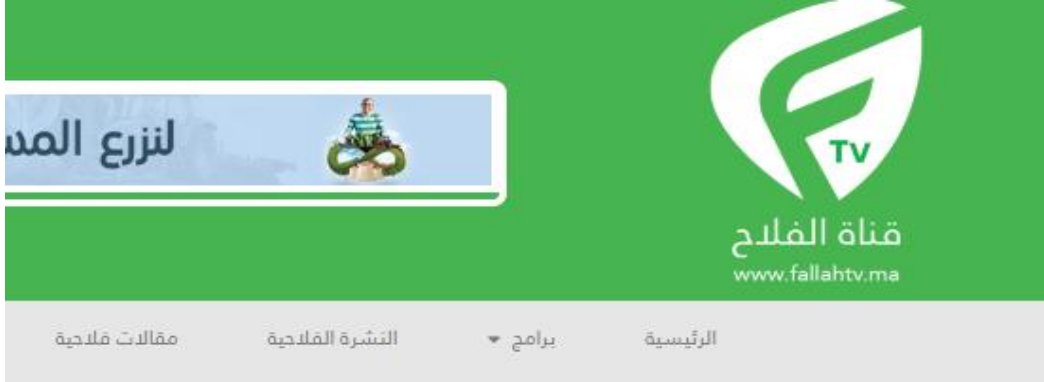 Tv
قناة الفلاح
www.fallahtv.ma
لنزرع
الرئيسية
برامج
النشرة الفلاحية
مقالات فلاحية